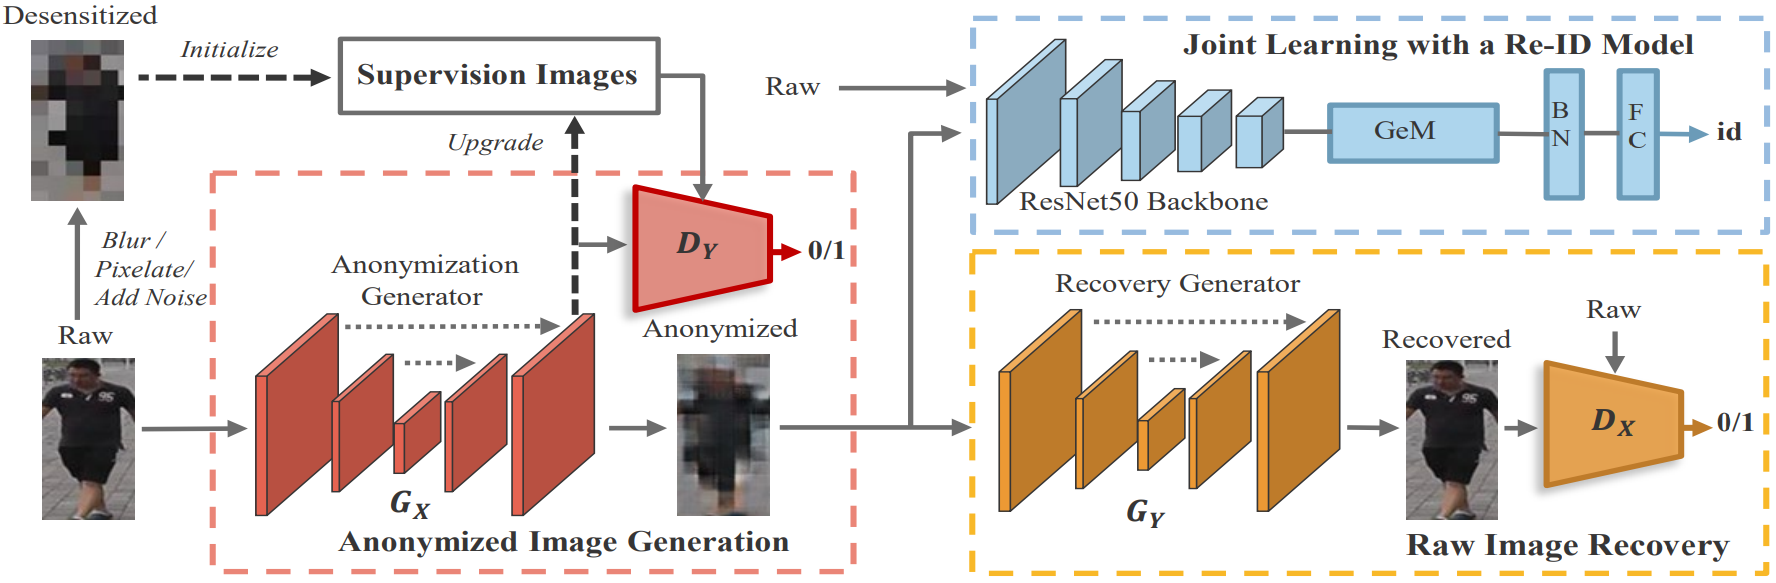 Desensitized
Initialize
Supervision Images
Upgrade
Blur /
Pixelate/
Add Noise
Raw
Anonymization
Generator
G_X
D_Y
0/1
Anonymized
Anonymized Image Generation
Raw
Joint Learning with a Re-ID Model
ResNet50 Backbone
GeM
B
N
F
C
id
Recovery Generator
G_Y
Recovered
Raw
D_X
0/1
Raw Image Recovery
95
95